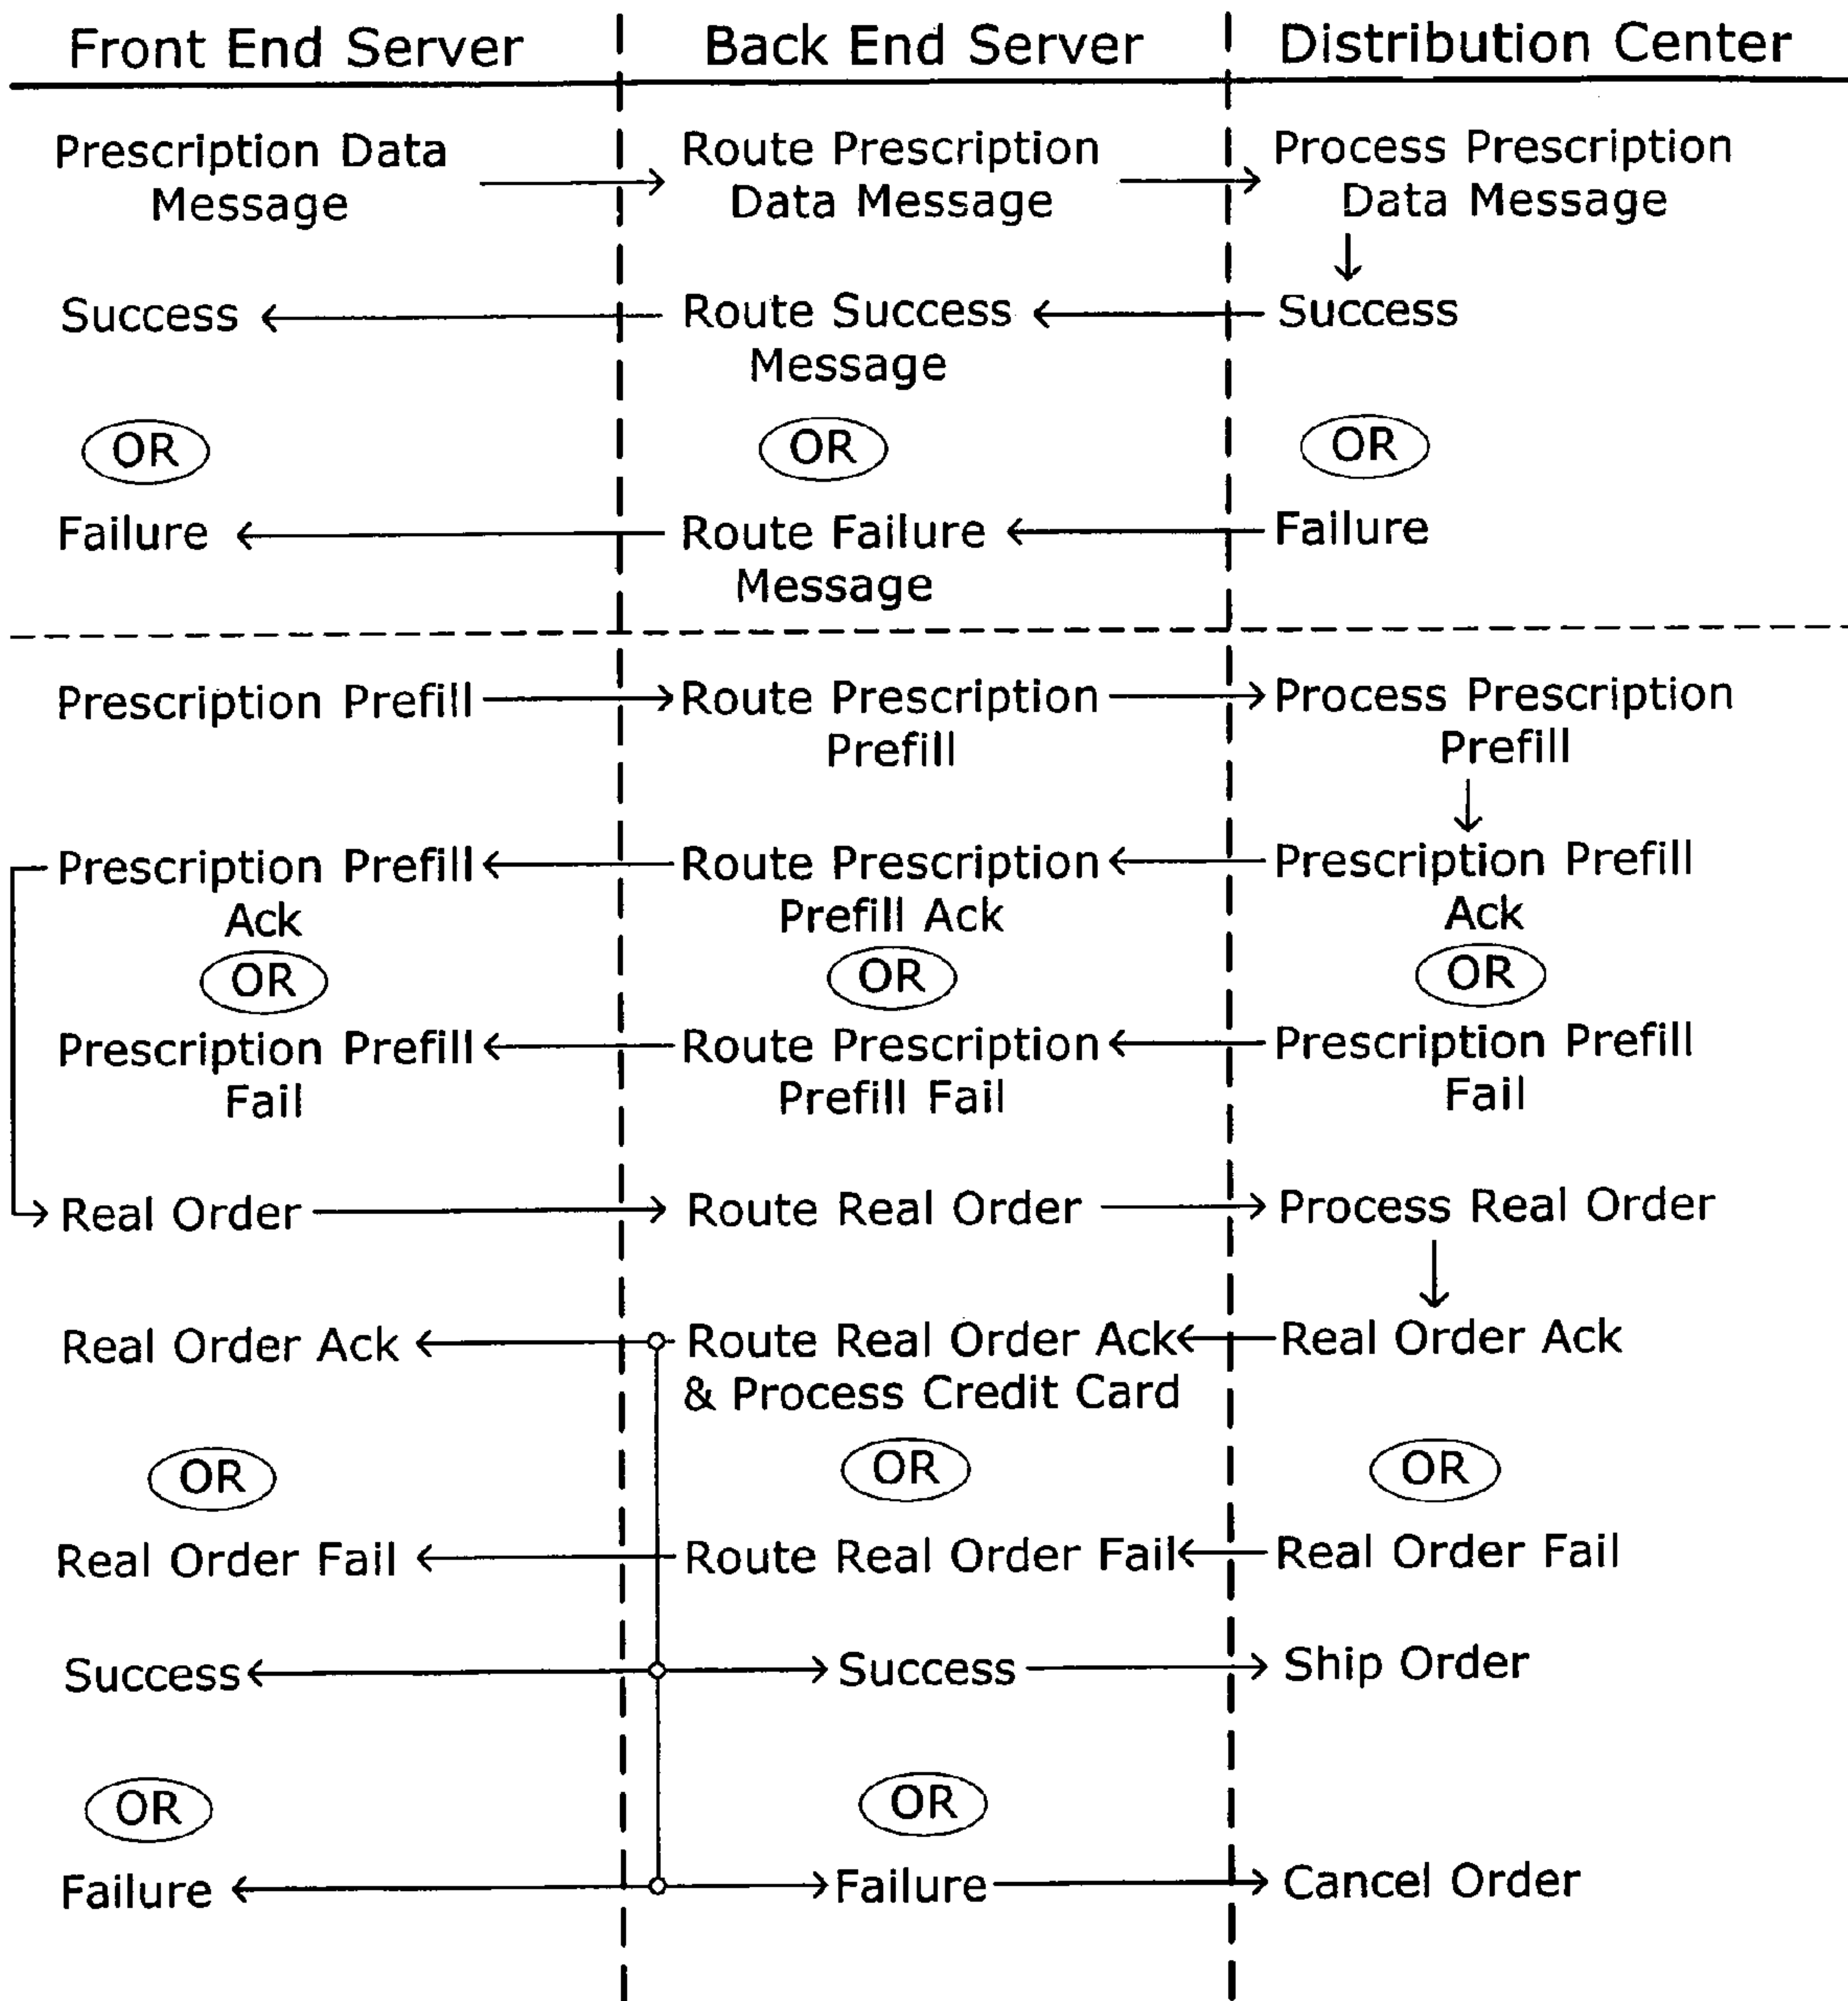 Front End Server
Back End Server
Distribution Center
Prescription Data
Message
Route Prescription
Data Message
Process Prescription
Data Message
Success
Route Success
Message
Success
OR
OR
OR
Failure
Route Failure
Message
Failure
Prescription Prefill
Route Prescription
Prefill
Process Prescription
Prefill
Prescription Prefill
Ack
Route Prescription
Prefill Ack
Prescription Prefill
Ack
OR
OR
OR
Prescription Prefill
Fail
Route Prescription
Prefill Fail
Prescription Prefill
Fail
Real Order
Route Real Order
Process Real Order
Real Order Ack
Route Real Order Ack
& Process Credit Card
Real Order Ack
OR
OR
OR
Real Order Fail
Route Real Order Fail
Real Order Fail
Success
Success
Ship Order
OR
OR
Failure
Failure
Cancel Order